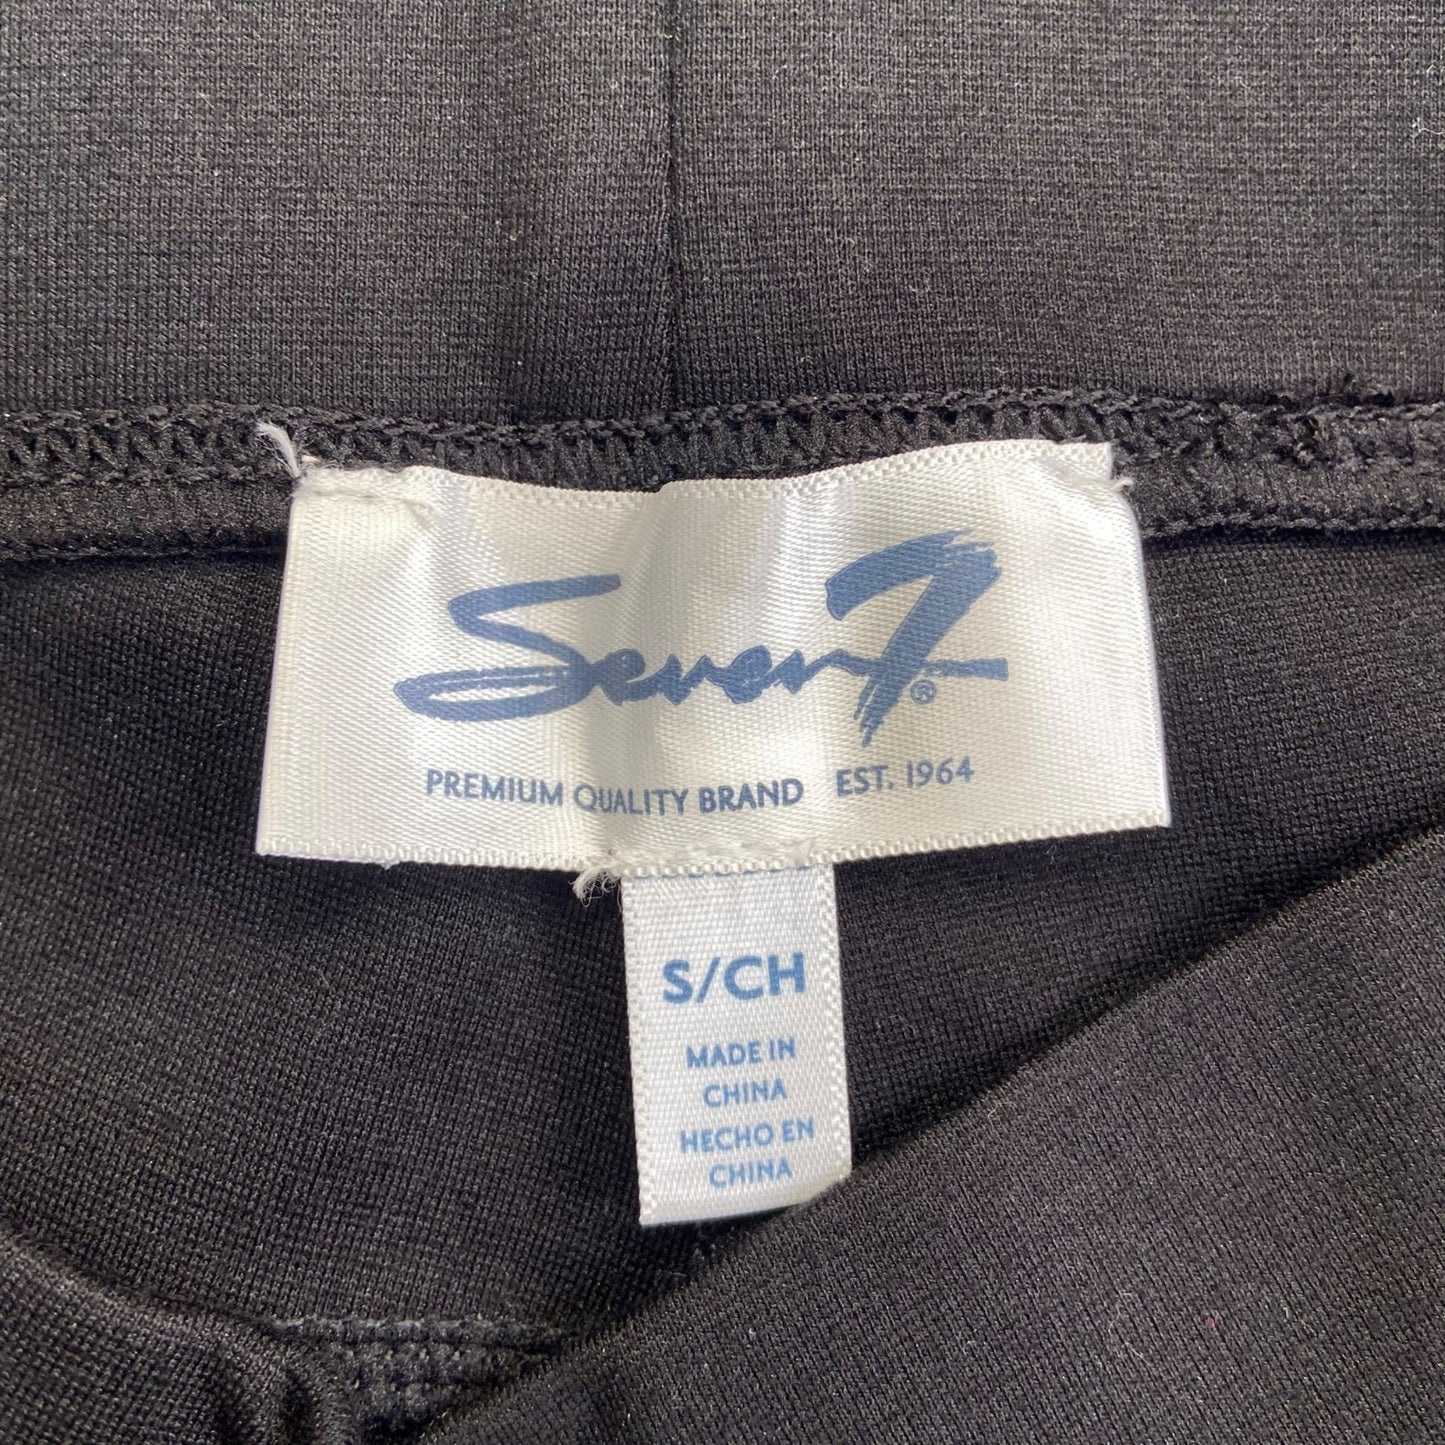 Seven7®
PREMIUM QUALITY BRAND EST. 1964
S/CH
MADE IN
CHINA
HECHO EN
CHINA